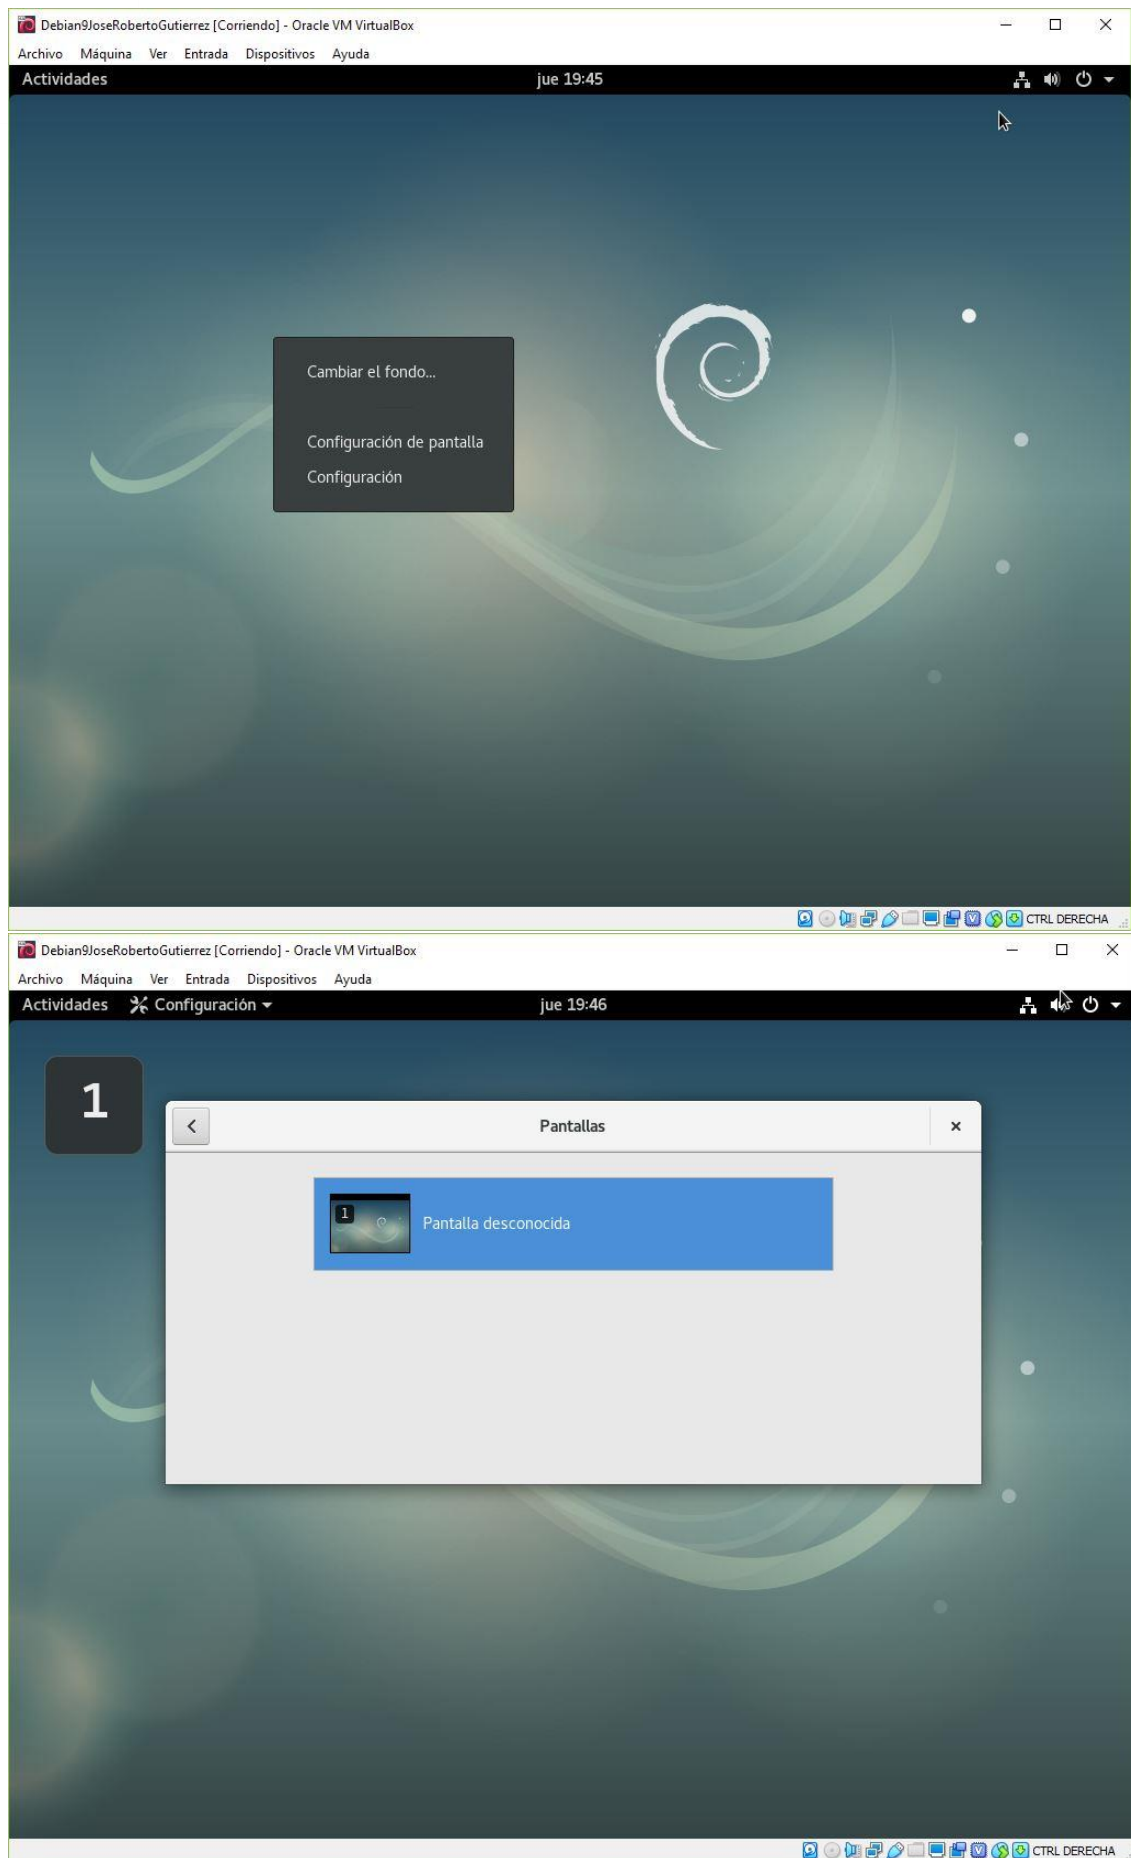 Debian9JoseRobertoGutierrez [Corriendo] - Oracle VM VirtualBox
Archivo Máquina Ver Entrada Dispositivos Ayuda
Actividades jue 19:45
Cambiar el fondo...
Configuración de pantalla
Configuración
CTRL DERECHA
Debian9JoseRobertoGutierrez [Corriendo] - Oracle VM VirtualBox
Archivo Máquina Ver Entrada Dispositivos Ayuda
Actividades Configuración jue 19:46
1
Pantallas
1
Pantalla desconocida
CTRL DERECHA